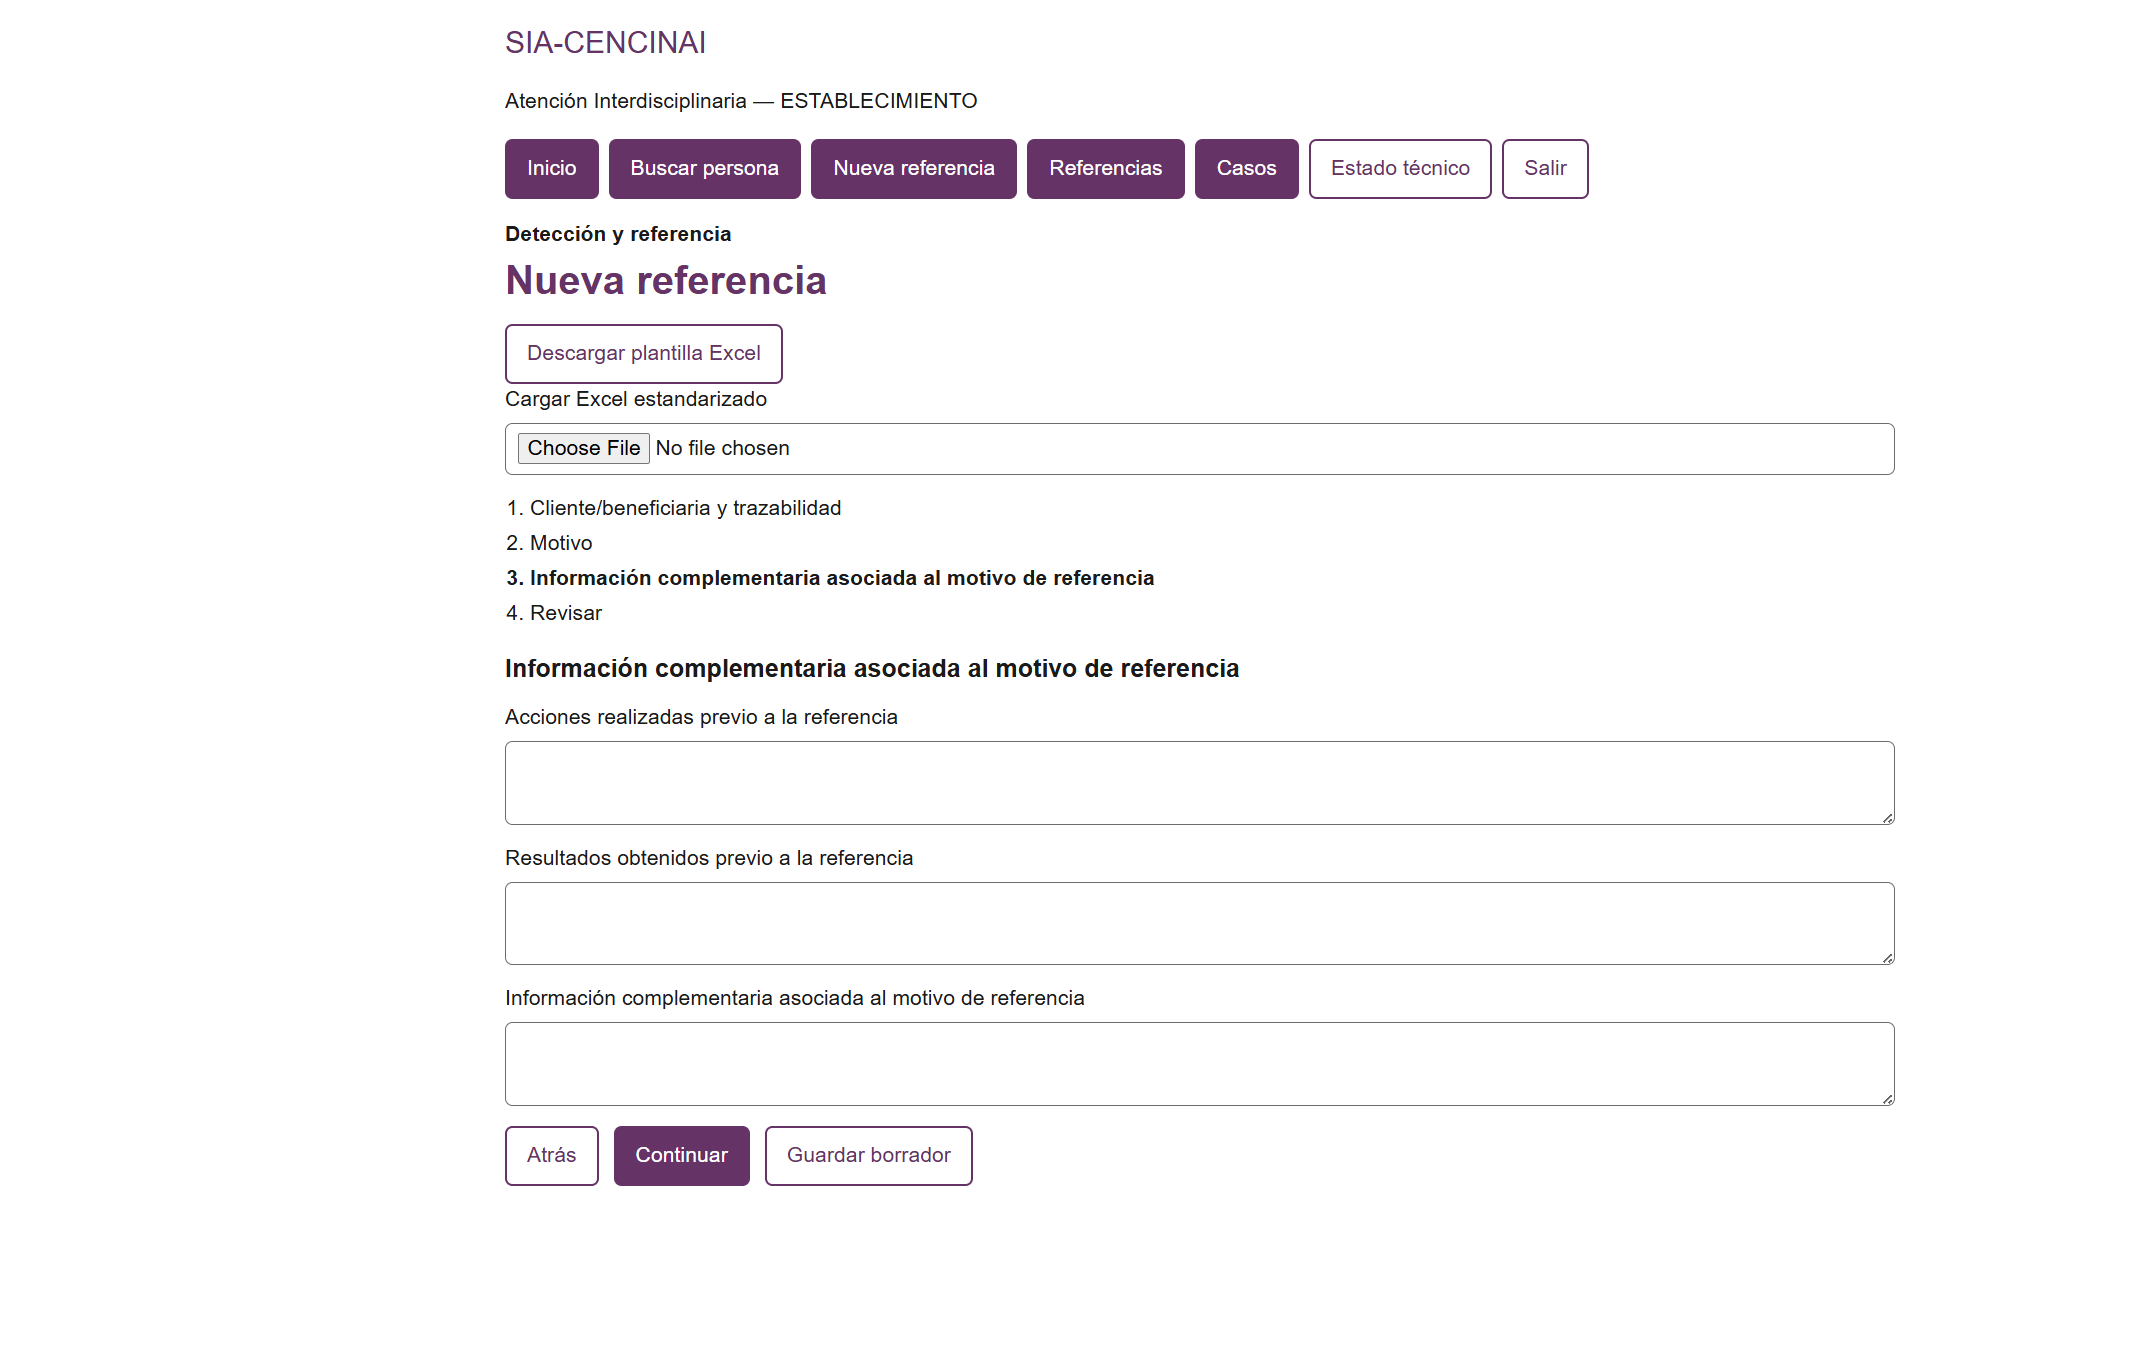 SIA-CENCINAI
Atención Interdisciplinaria — ESTABLECIMIENTO
Inicio
Buscar persona
Nueva referencia
Referencias
Casos
Estado técnico
Salir
Detección y referencia
Nueva referencia
Descargar plantilla Excel
Cargar Excel estandarizado
Choose File No file chosen
1. Cliente/beneficiaria y trazabilidad
2. Motivo
3. Información complementaria asociada al motivo de referencia
4. Revisar
Información complementaria asociada al motivo de referencia
Acciones realizadas previo a la referencia
Resultados obtenidos previo a la referencia
Información complementaria asociada al motivo de referencia
Atrás
Continuar
Guardar borrador